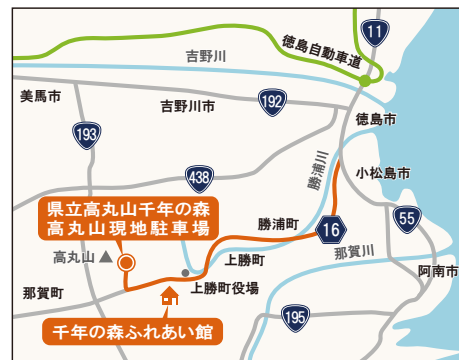 11
徳島自動車道
吉野川
美馬市
吉野川市
192
徳島市
193
438
勝浦川
小松島市
県立高丸山千年の森
高丸山現地駐車場
勝浦町
16
55
高丸山
上勝町
那賀川
阿南市
那賀町
上勝町役場
千年の森ふれあい館
195